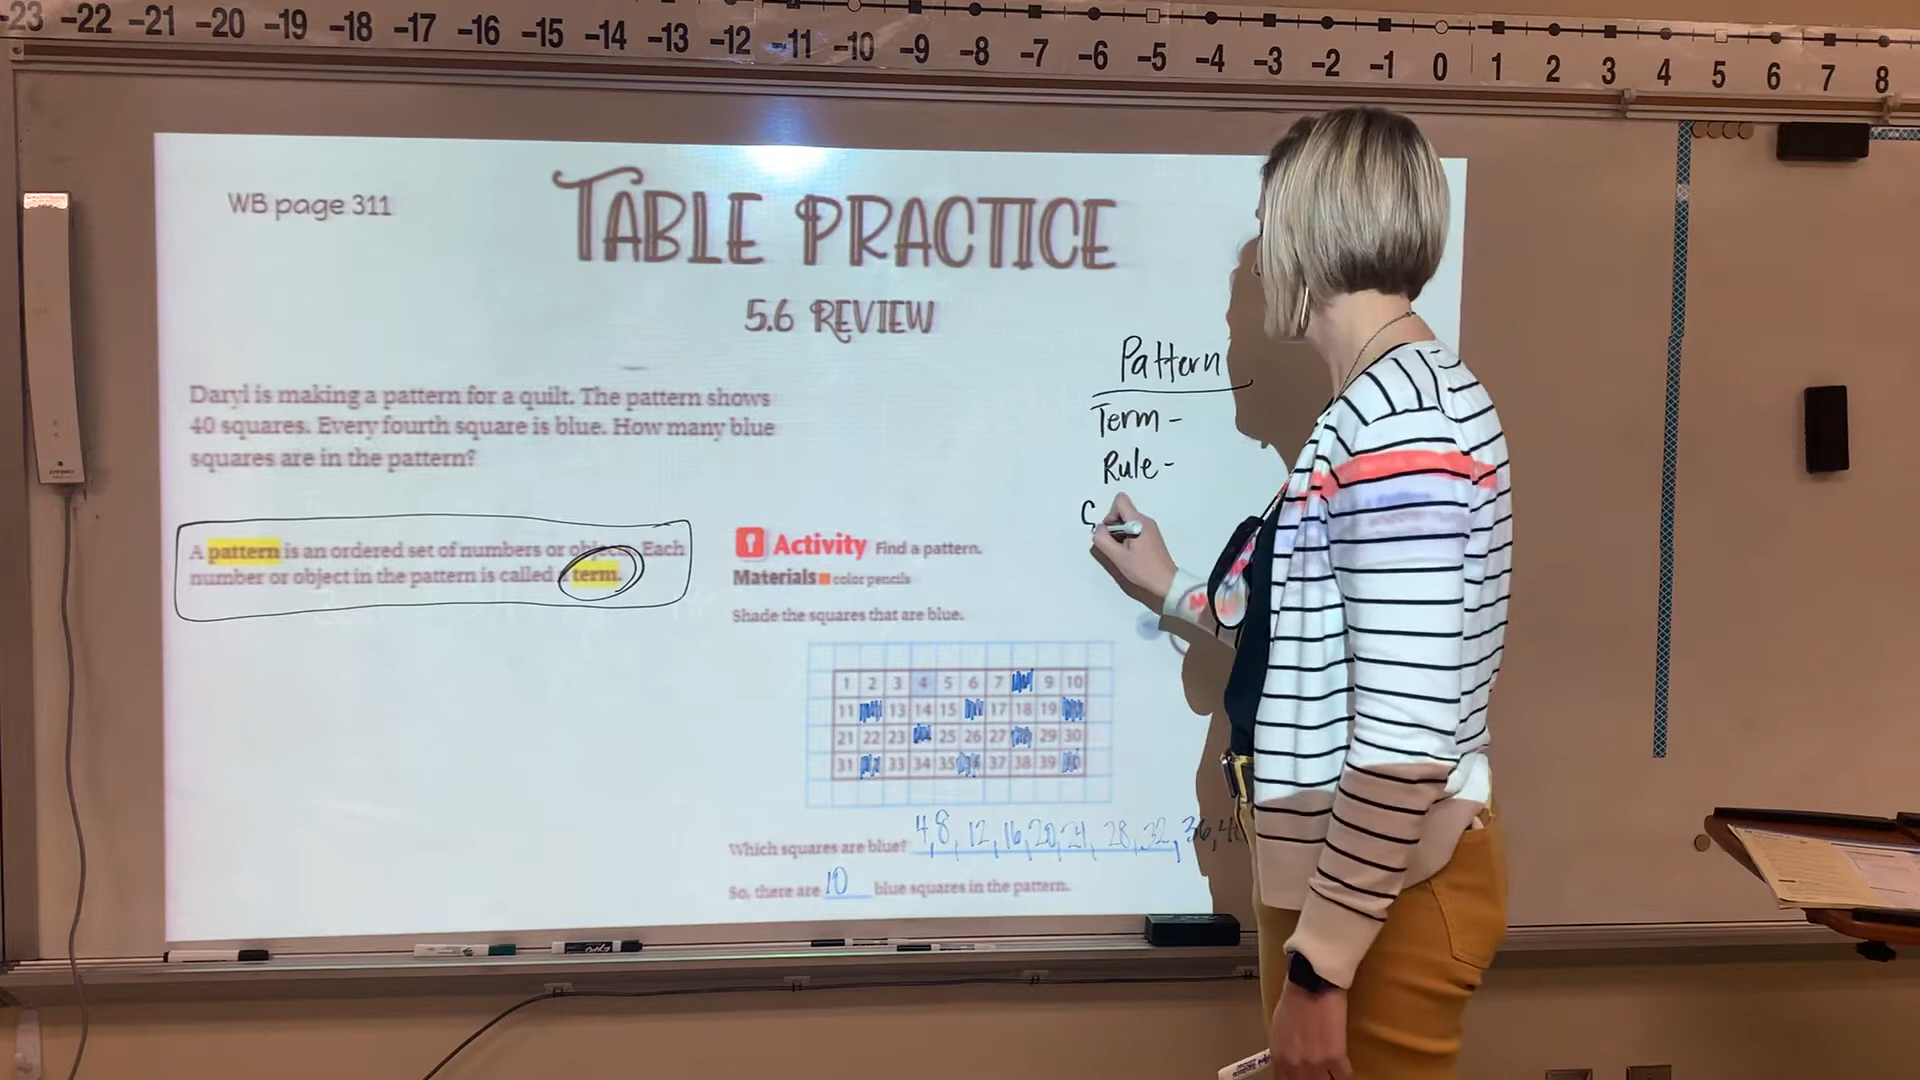 -23 -22 -21 -20 -19 -18 -17 -16 -15 -14 -13 -12 -11 -10 -9 -8 -7 -6 -5 -4 -3 -2 -1 0 1 2 3 4 5 6 7 8
WB page 311
TABLE PRACTICE
5.6 REVIEW
Daryl is making a pattern for a quilt. The pattern shows
40 squares. Every fourth square is blue. How many blue
squares are in the pattern?
Pattern
Term -
Rule -
A pattern is an ordered set of numbers or Each
number or object in the pattern is called term.
Activity Find a pattern.
Materials color pencils
Shade the squares that are blue.
1 2 3 4 5 6 7 9 10
11 13 14 15 17 18 19
21 22 23 25 26 27 29 30
31 33 34 35 37 38 39
Which squares are blue? 4, 8, 12, 16, 20, 24, 28, 32, 36,
So, there are 10 blue squares in the pattern.